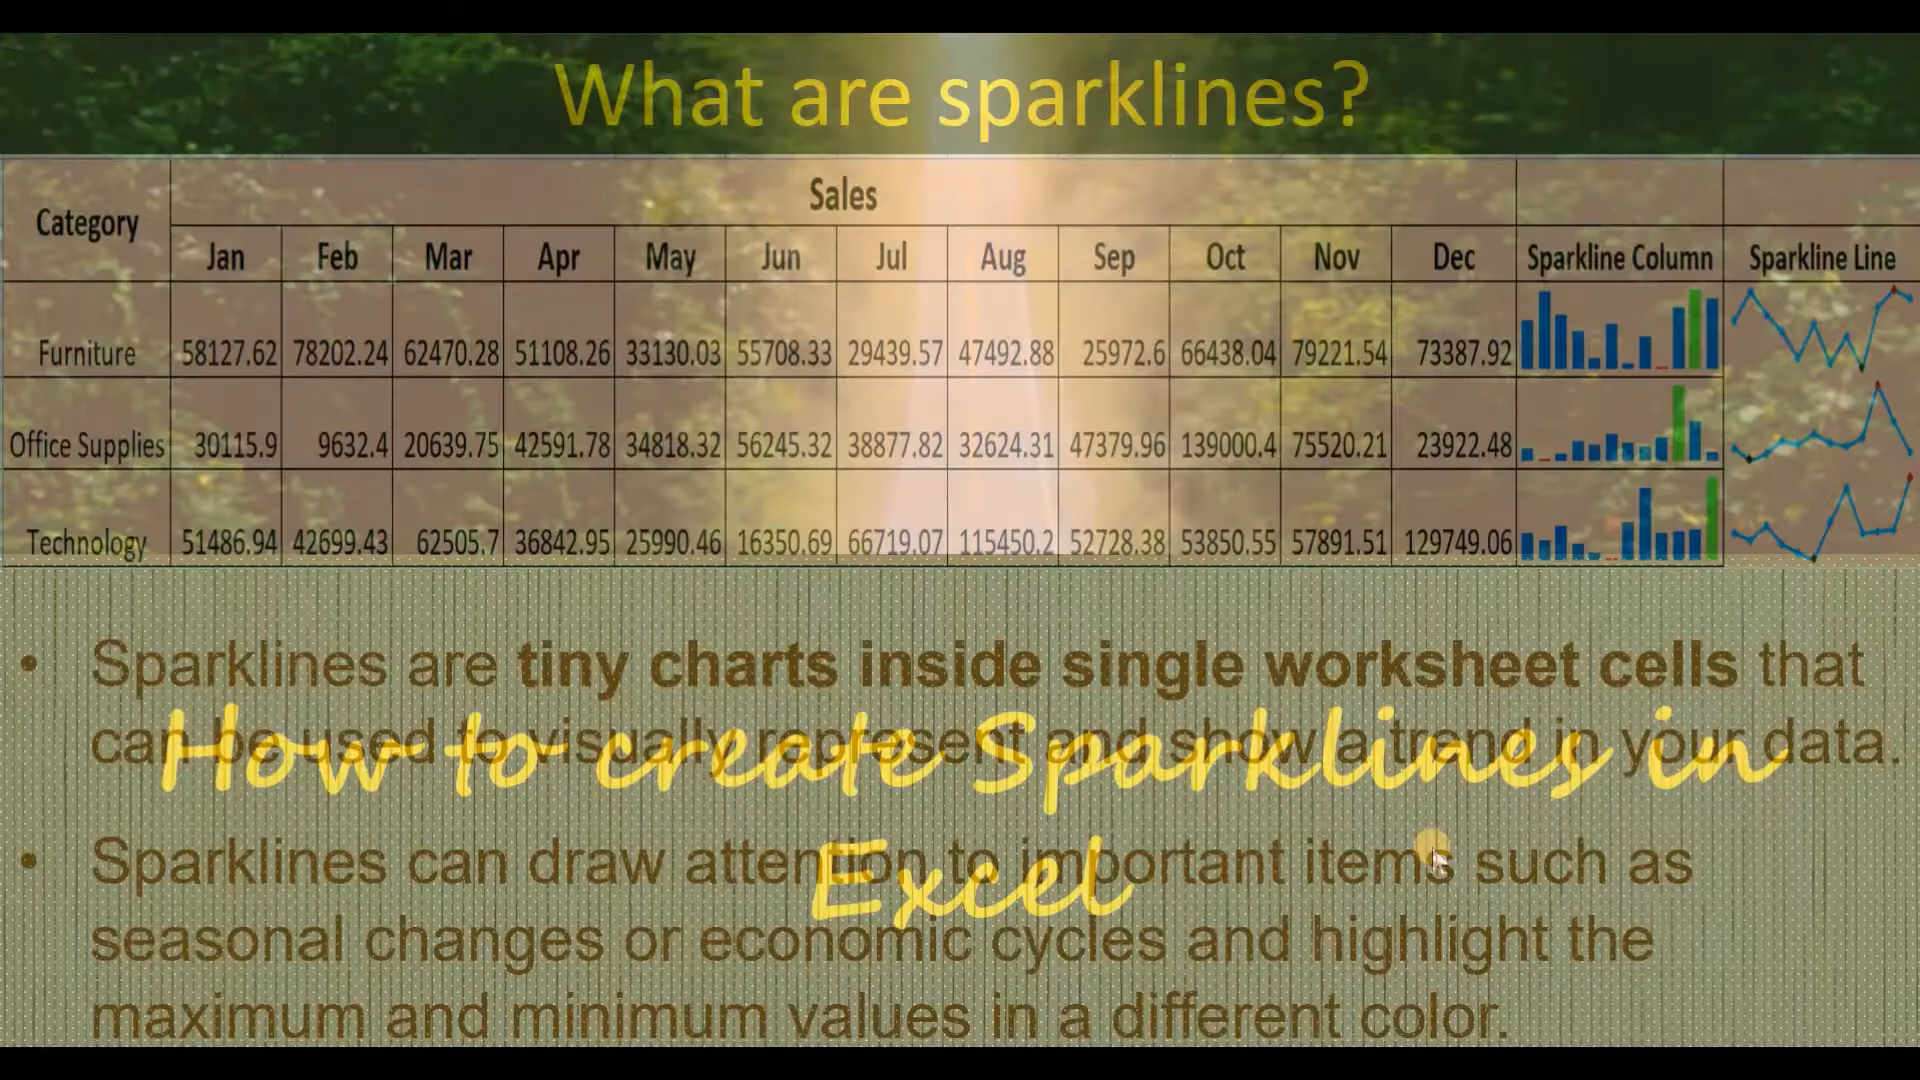 What are sparklines?
Category Sales
Jan Feb Mar Apr May Jun Jul Aug Sep Oct Nov Dec Sparkline Column Sparkline Line
Furniture 58127.62 78202.24 62470.28 51108.26 33130.03 55708.33 29439.57 47492.88 25972.6 66438.04 79221.54 73387.92
Office Supplies 30115.9 9632.4 20639.75 42591.78 34818.32 56245.32 38877.82 32624.31 47379.96 139000.4 75520.21 23922.48
Technology 51486.94 42699.43 62505.7 36842.95 25990.46 16350.69 66719.07 115450.2 52728.38 53850.55 57891.51 129749.06
• Sparklines are tiny charts inside single worksheet cells that
can be used to visually represent and show a trend in your data.
How to create Sparklines in
Excel
• Sparklines can draw attention to important items such as
seasonal changes or economic cycles and highlight the
maximum and minimum values in a different color.